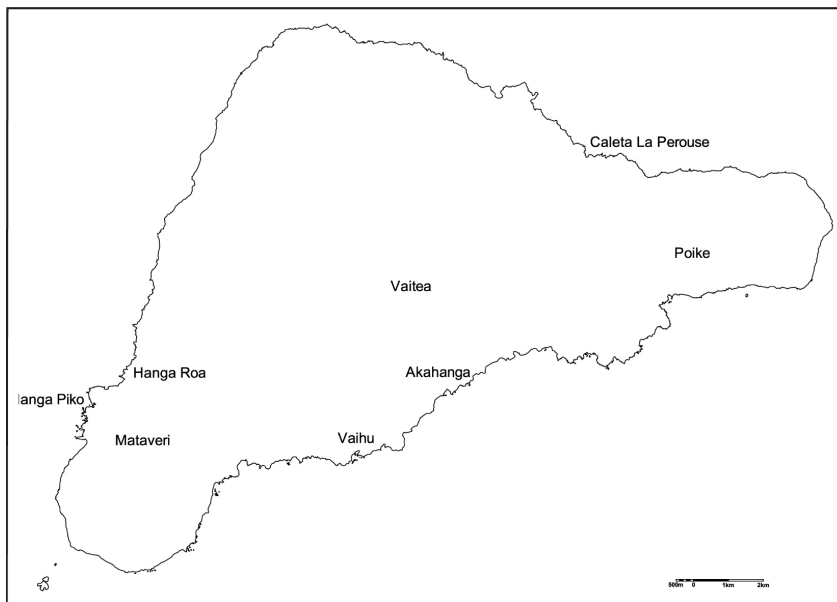 Caleta La Perouse
Poike
Vaitea
Hanga Roa
Akahanga
langa Piko
Mataveri
Vaihu
500m 0 1km 2km